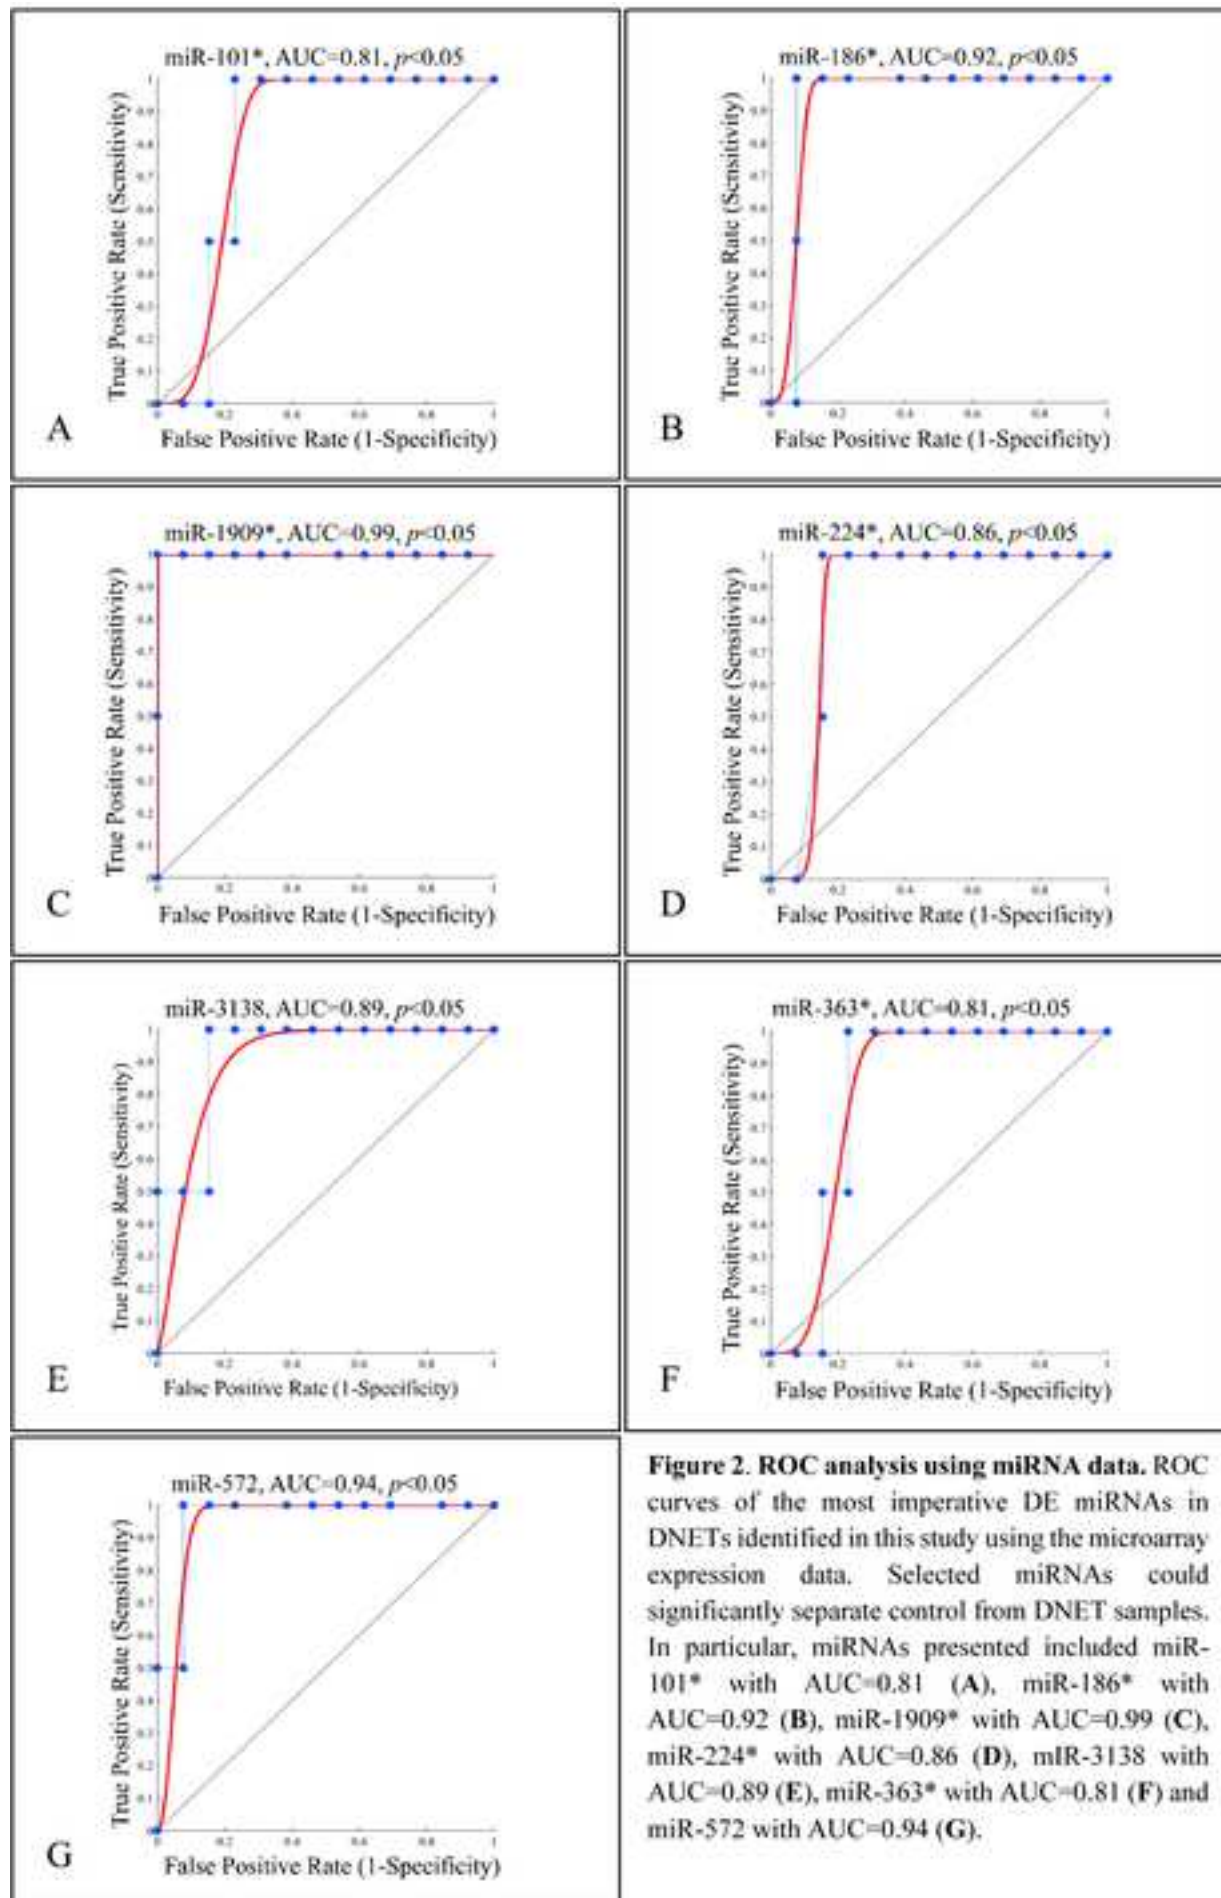 miR-101*, AUC=0.81, p<0.05
True Positive Rate (Sensitivity)
False Positive Rate (1-Specificity)
A
miR-186*, AUC=0.92, p<0.05
True Positive Rate (Sensitivity)
False Positive Rate (1-Specificity)
B
miR-1909*, AUC=0.99, p<0.05
True Positive Rate (Sensitivity)
False Positive Rate (1-Specificity)
C
miR-224*, AUC=0.86, p<0.05
True Positive Rate (Sensitivity)
False Positive Rate (1-Specificity)
D
miR-3138, AUC=0.89, p<0.05
True Positive Rate (Sensitivity)
False Positive Rate (1-Specificity)
E
miR-363*, AUC=0.81, p<0.05
True Positive Rate (Sensitivity)
False Positive Rate (1-Specificity)
F
miR-572, AUC=0.94, p<0.05
True Positive Rate (Sensitivity)
False Positive Rate (1-Specificity)
G
Figure 2. ROC analysis using miRNA data. ROC
curves of the most imperative DE miRNAs in
DNETs identified in this study using the microarray
expression data. Selected miRNAs could
significantly separate control from DNET samples.
In particular, miRNAs presented included miR-
101* with AUC=0.81 (A), miR-186* with
AUC=0.92 (B), miR-1909* with AUC=0.99 (C),
miR-224* with AUC=0.86 (D), mIR-3138 with
AUC=0.89 (E), miR-363* with AUC=0.81 (F) and
miR-572 with AUC=0.94 (G).